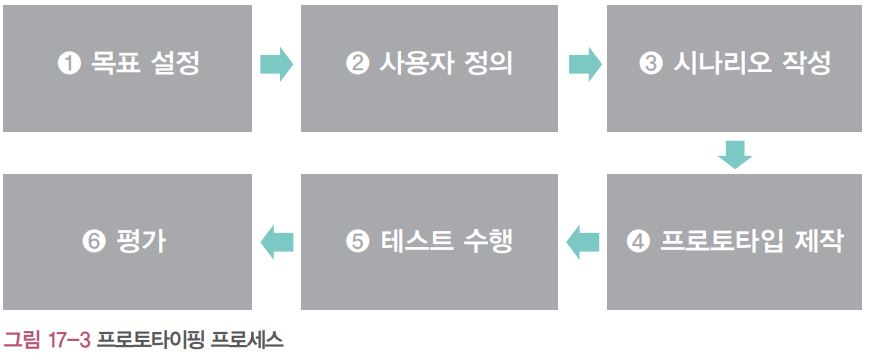 ❶ 목표 설정
❷ 사용자 정의
❸ 시나리오 작성
❹ 프로토타입 제작
❺ 테스트 수행
❻ 평가
그림 17-3 프로토타이핑 프로세스